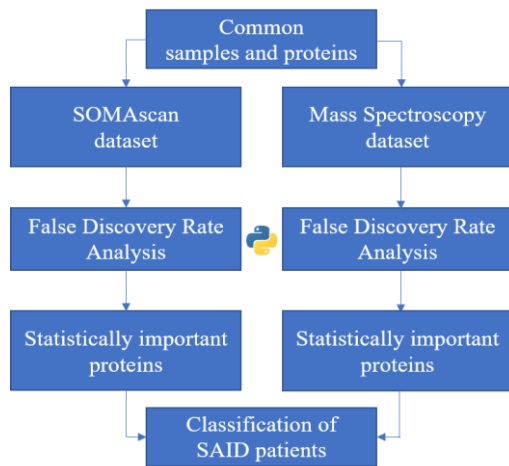 Common
samples and proteins
SOMAscan
dataset
Mass Spectroscopy
dataset
False Discovery Rate
Analysis
False Discovery Rate
Analysis
Statistically important
proteins
Statistically important
proteins
Classification of
SAID patients